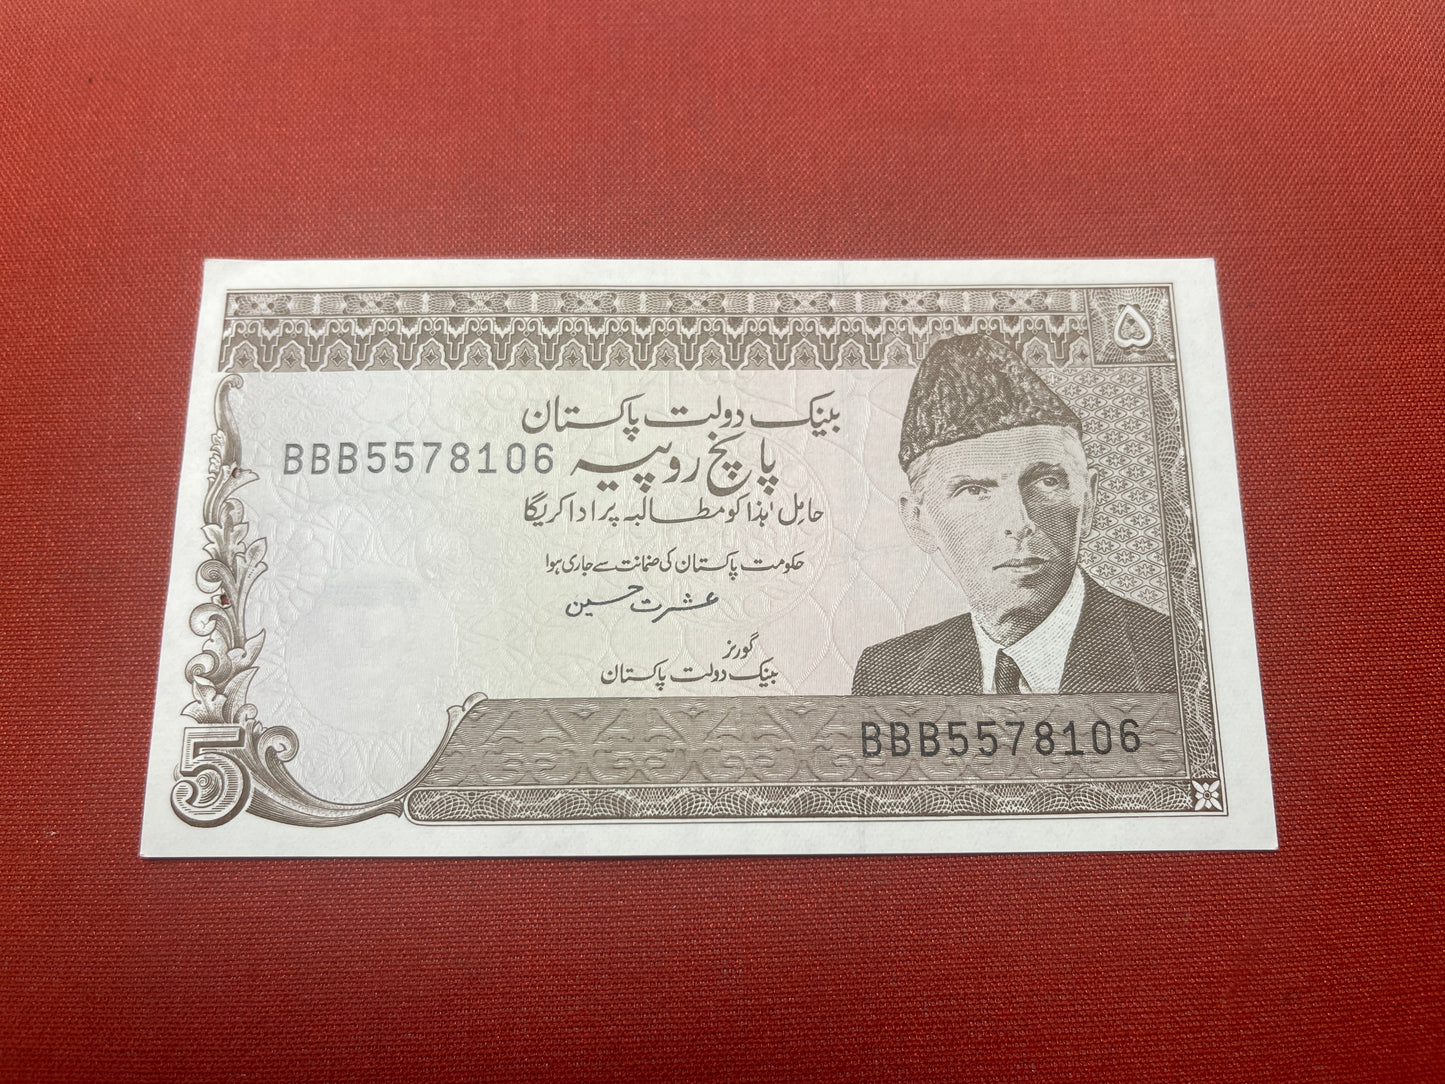 ۵
بینک دولت پاکستان
BBB5578106
پانچ روپیہ
حامل ہٰذا کو مطالبہ پر ادا کریگا
حکومت پاکستان کی ضمانت سے جاری ہوا
عشرت حسین
گورنر
بینک دولت پاکستان
BBB5578106
5